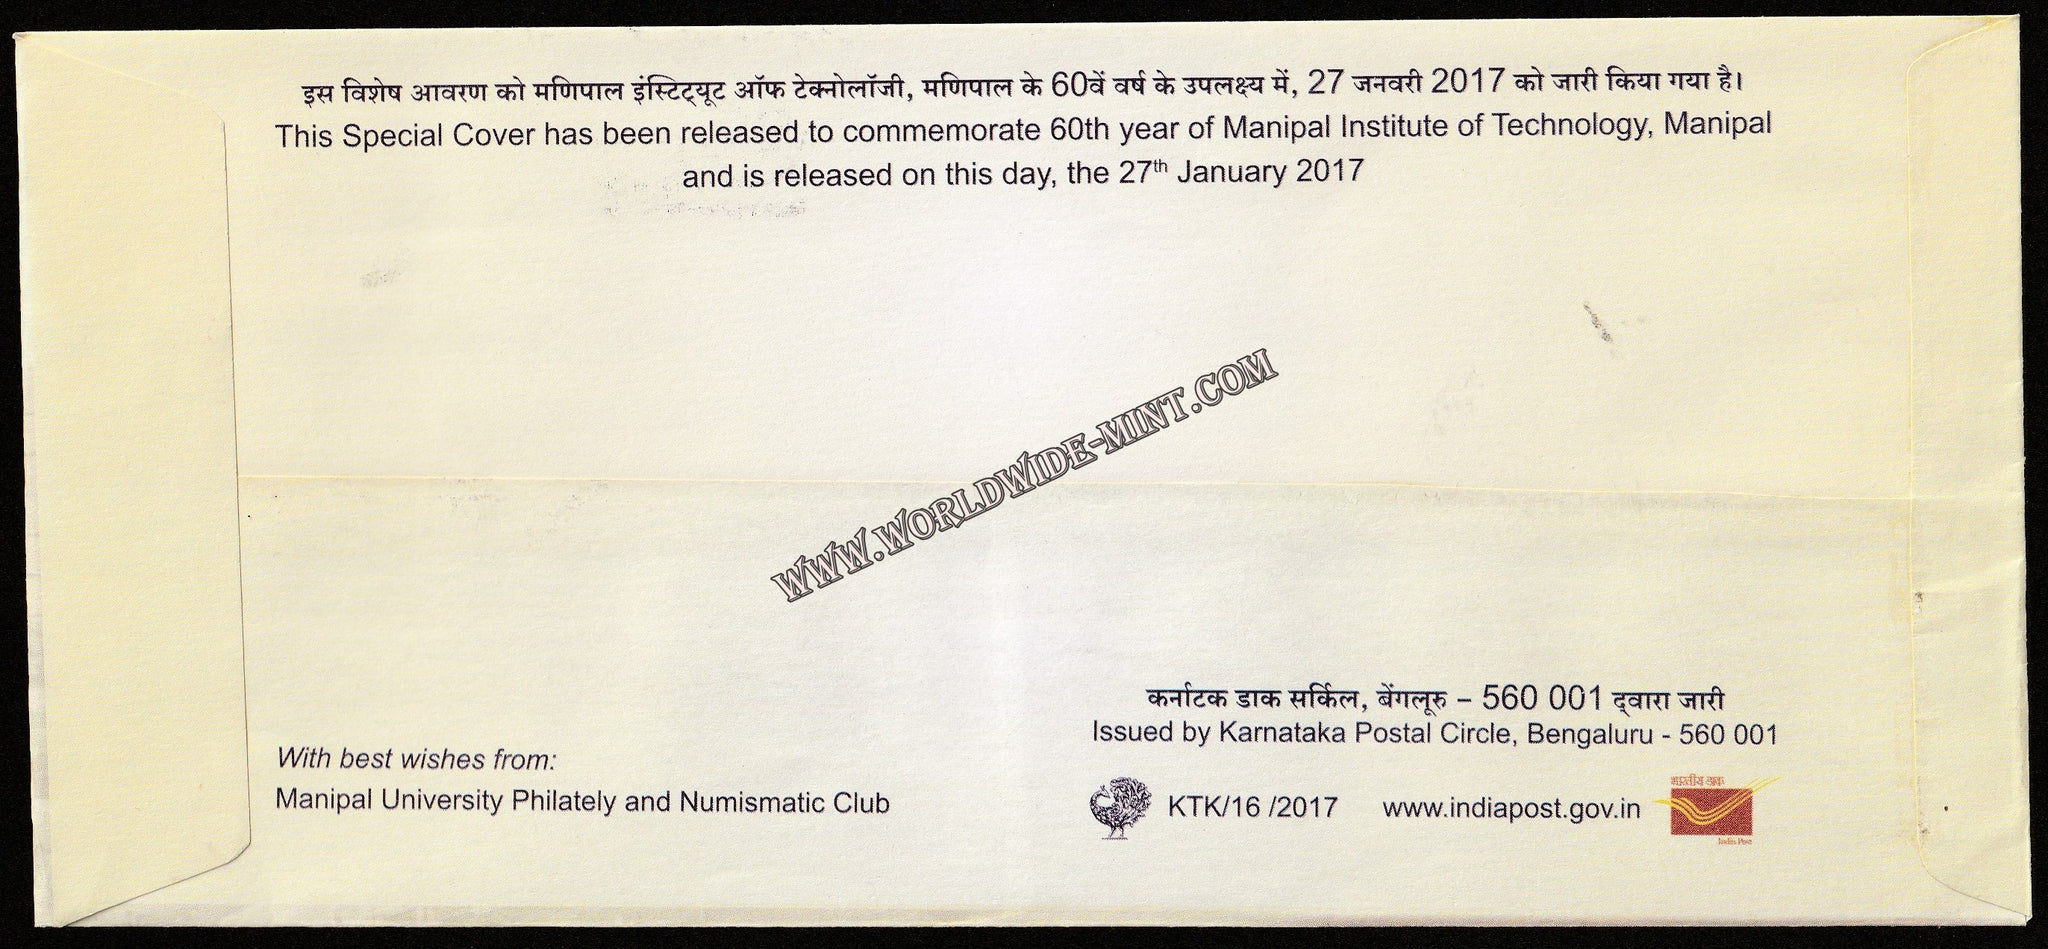 इस विशेष आवरण को मणिपाल इंस्टिट्यूट ऑफ टेक्नोलॉजी, मणिपाल के 60वें वर्ष के उपलक्ष्य में, 27 जनवरी 2017 को जारी किया गया है।
This Special Cover has been released to commemorate 60th year of Manipal Institute of Technology, Manipal
and is released on this day, the 27th January 2017
WWW.WORLDWIDE-MINT.COM
कर्नाटक डाक सर्किल, बेंगलूरु – 560 001 द्वारा जारी
Issued by Karnataka Postal Circle, Bengaluru - 560 001
With best wishes from:
Manipal University Philately and Numismatic Club
KTK/16 /2017 www.indiapost.gov.in
भारतीय डाक
India Post